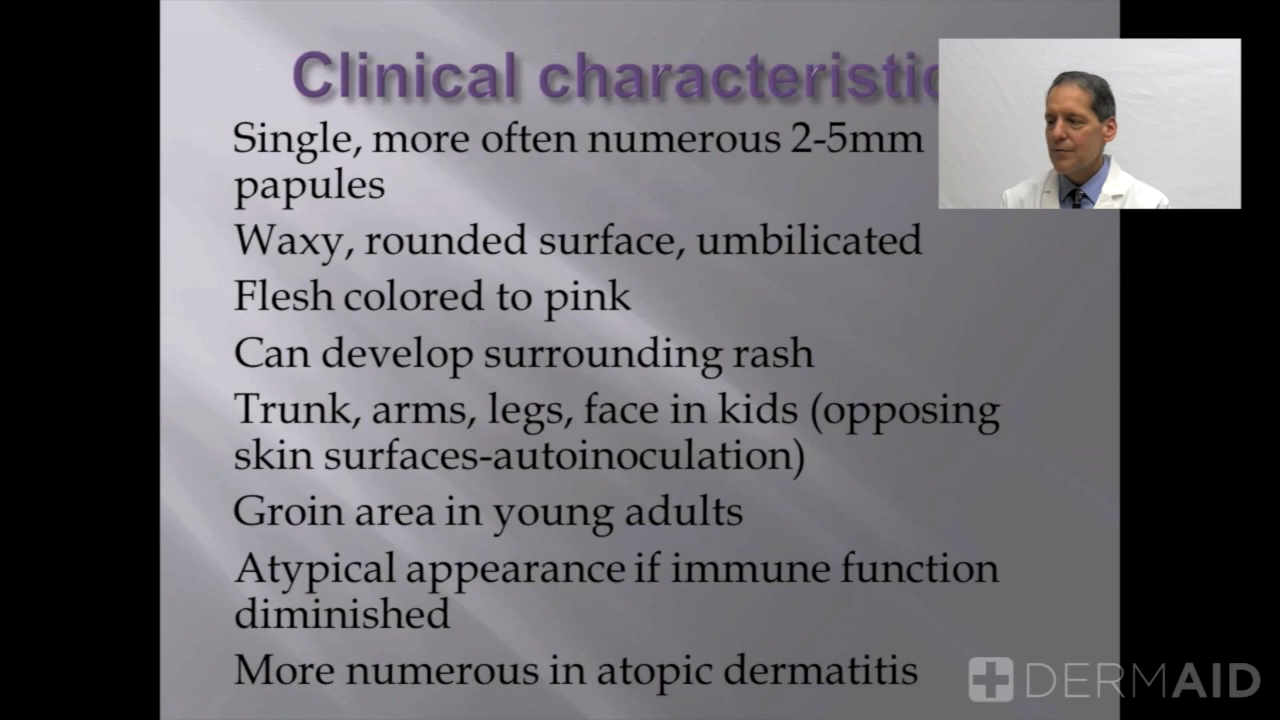 Clinical characteristic
Single, more often numerous 2-5mm
papules
Waxy, rounded surface, umbilicated
Flesh colored to pink
Can develop surrounding rash
Trunk, arms, legs, face in kids (opposing
skin surfaces-autoinoculation)
Groin area in young adults
Atypical appearance if immune function
diminished
More numerous in atopic dermatitis
DERMAID